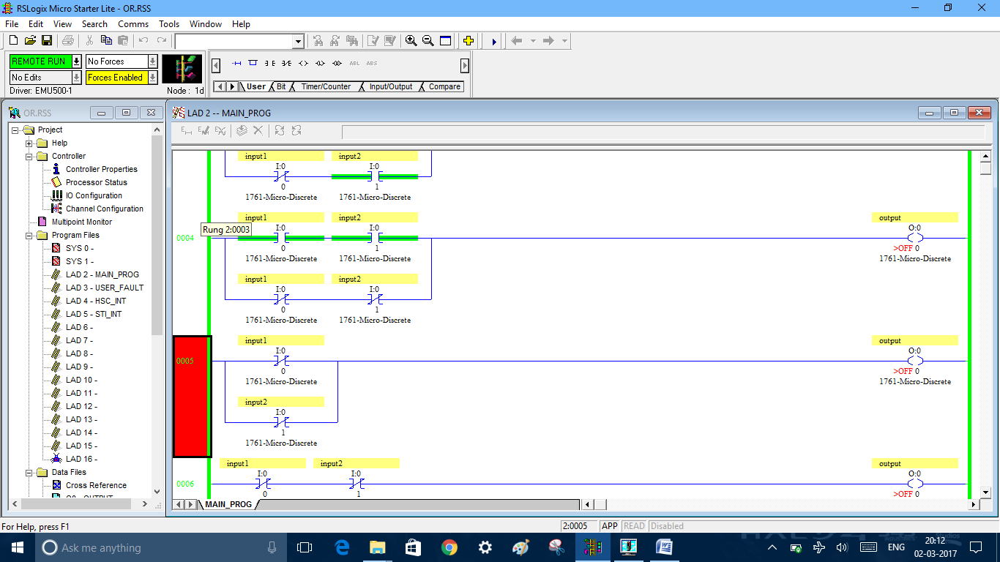 RSLogix Micro Starter Lite - OR.RSS
File Edit View Search Comms Tools Window Help
REMOTE RUN No Forces
No Edits Forces Enabled
Driver: EMU500-1 Node : 1d
ABL ABS
User Bit Timer/Counter Input/Output Compare
OR.RSS
Project
Help
Controller
Controller Properties
Processor Status
IO Configuration
Channel Configuration
Multipoint Monitor
Program Files
SYS 0 -
SYS 1 -
LAD 2 - MAIN_PROG
LAD 3 - USER_FAULT
LAD 4 - HSC_INT
LAD 5 - STI_INT
LAD 6 -
LAD 7 -
LAD 8 -
LAD 9 -
LAD 10 -
LAD 11 -
LAD 12 -
LAD 13 -
LAD 14 -
LAD 15 -
LAD 16 -
Data Files
Cross Reference
O0 - OUTPUT
LAD 2 -- MAIN_PROG
input1 input2
I:0 I:0
0 1
1761-Micro-Discrete 1761-Micro-Discrete
input1 input2 output
Rung 2:0003
I:0 I:0 O:0
0004
0 1 >OFF 0
1761-Micro-Discrete 1761-Micro-Discrete 1761-Micro-Discrete
input1 input2
I:0 I:0
0 1
1761-Micro-Discrete 1761-Micro-Discrete
input1 output
I:0 O:0
0005
0 >OFF 0
1761-Micro-Discrete 1761-Micro-Discrete
input2
I:0
1
1761-Micro-Discrete
input1 input2 output
I:0 I:0 O:0
0006
0 1 >OFF 0
MAIN_PROG
For Help, press F1
2:0005 APP READ Disabled
Ask me anything
ENG
20:12
02-03-2017